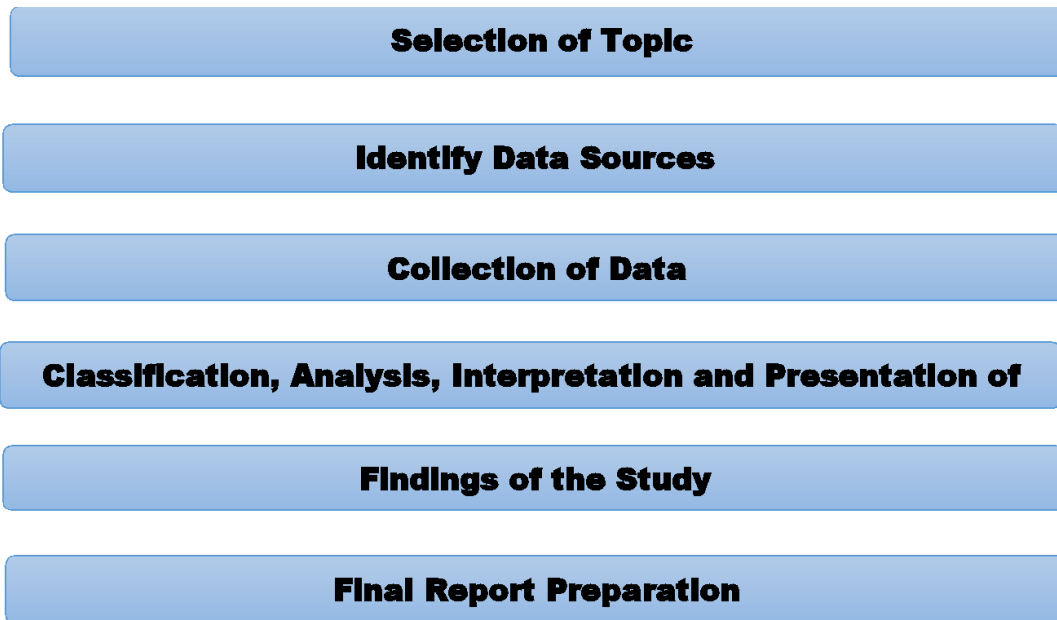 Selection of Topic
Identify Data Sources
Collection of Data
Classification, Analysis, Interpretation and Presentation of
Findings of the Study
Final Report Preparation